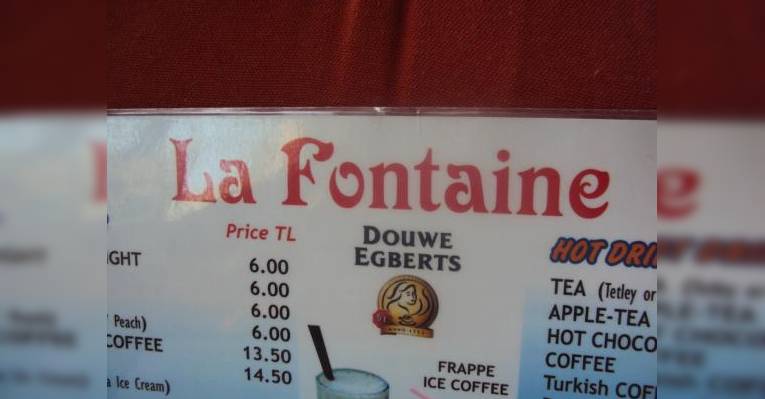 La Fontaine
Price TL
GHT 6.00
6.00
Peach) 6.00
COFFEE 6.00
13.50
a Ice Cream) 14.50
DOUWE
EGBERTS
FRAPPE
ICE COFFEE
HOT DRI
TEA (Tetley or
APPLE-TEA
HOT CHOCO
COFFEE
Turkish COF